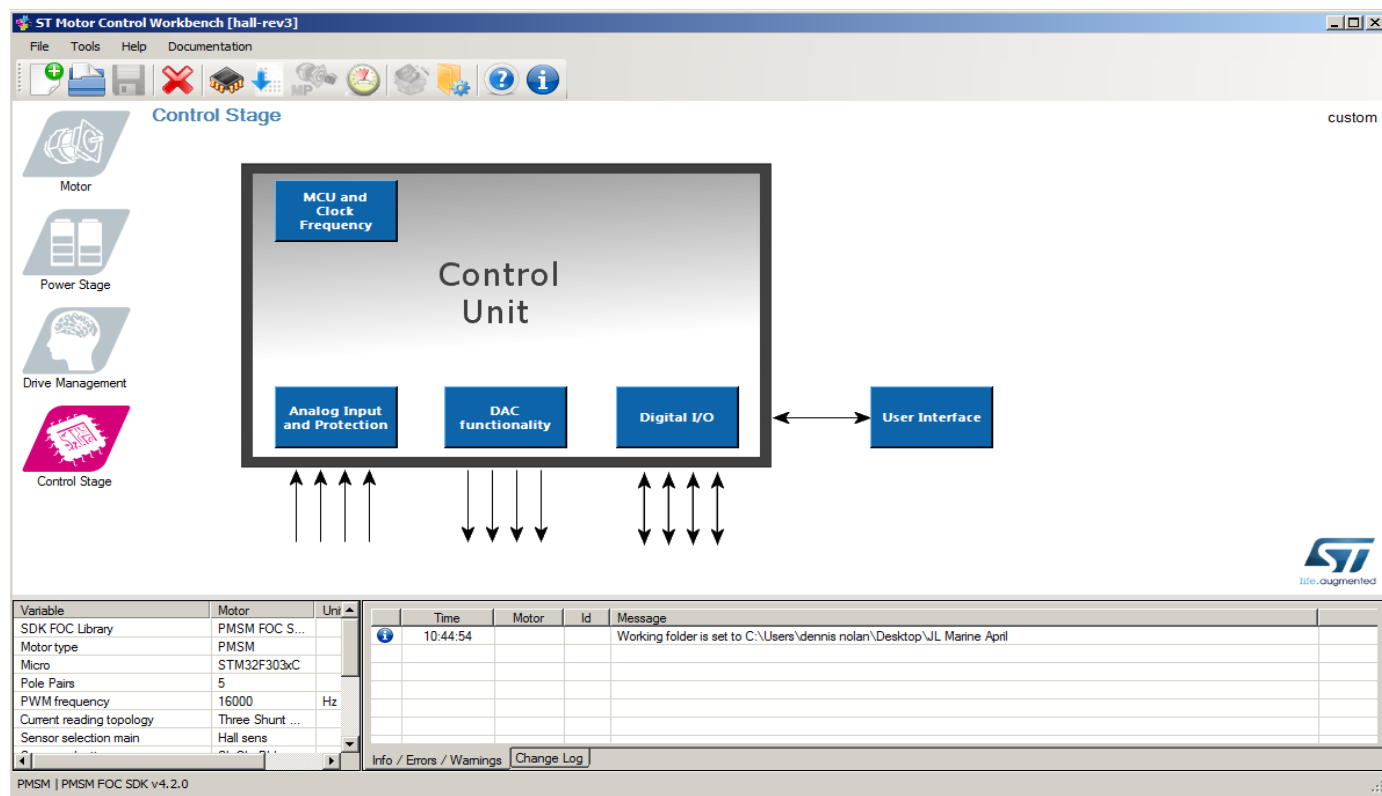 ST Motor Control Workbench [hall-rev3]
File Tools Help Documentation
MP
Control Stage
custom
Motor
Power Stage
Drive Management
Control Stage
MCU and
Clock
Frequency
Control
Unit
Analog Input
and Protection
DAC
functionality
Digital I/O
User Interface
ST
life.augmented
Variable Motor Unit
SDK FOC Library PMSM FOC S...
Motor type PMSM
Micro STM32F303xC
Pole Pairs 5
PWM frequency 16000 Hz
Current reading topology Three Shunt ...
Sensor selection main Hall sens
Time Motor Id Message
10:44:54 Working folder is set to C:\Users\dennis nolan\Desktop\JL Marine April
Info / Errors / Warnings Change Log
PMSM | PMSM FOC SDK v4.2.0